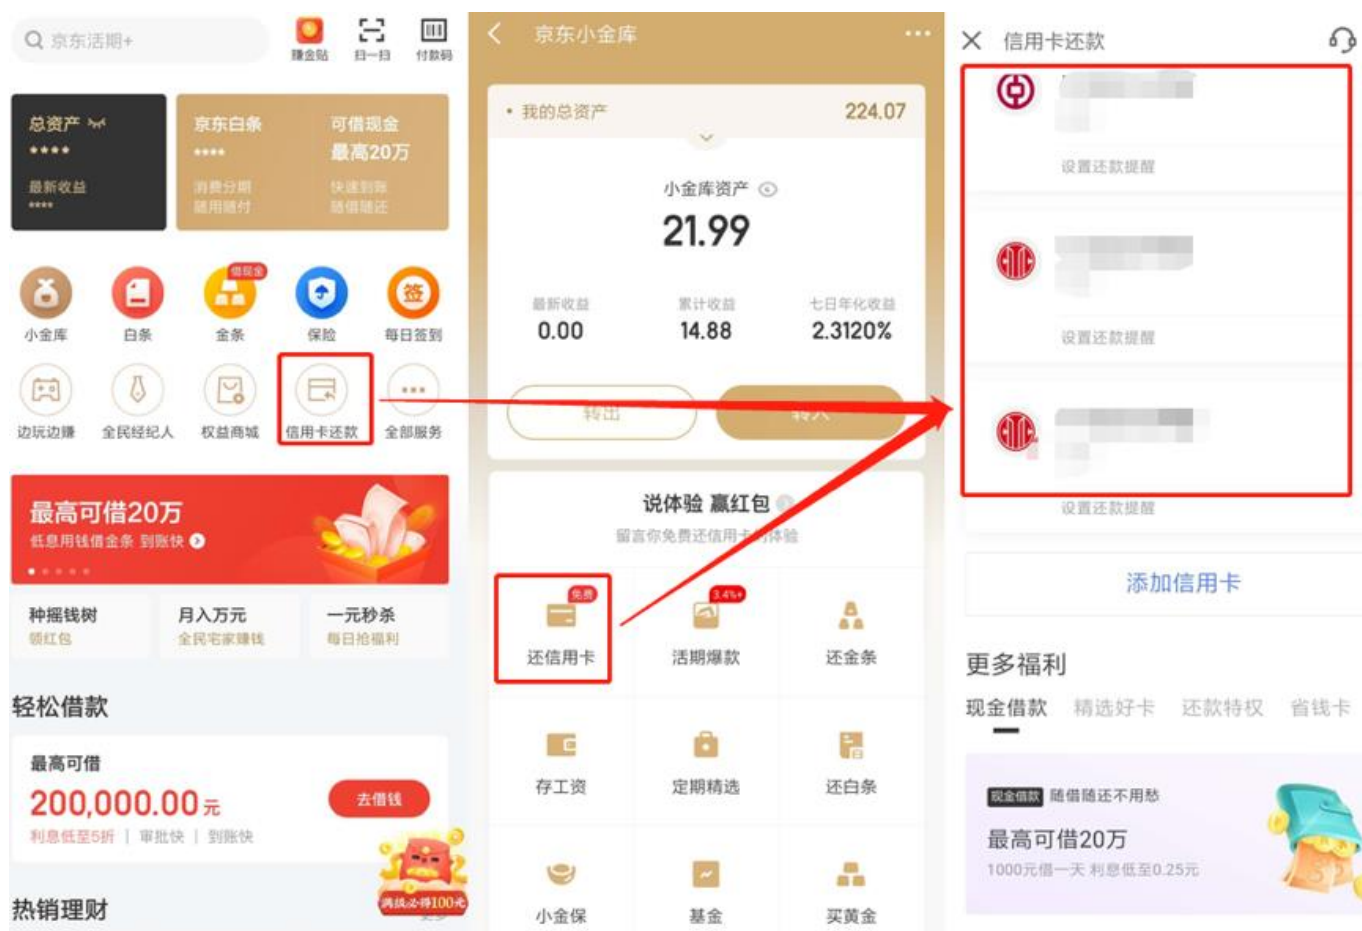 京东活期+
赚金贴
扫一扫
付款码
总资产
****
最新收益
****
京东白条
****
消费分期
随用随付
可借现金
最高20万
快速到账
随借随还
小金库
白条
借现金
金条
保险
签
每日签到
边玩边赚
全民经纪人
权益商城
信用卡还款
全部服务
最高可借20万
低息用钱借金条 到账快
种摇钱树
领红包
月入万元
全民宅家赚钱
一元秒杀
每日抢福利
轻松借款
最高可借
200,000.00元
去借钱
利息低至5折 | 审批快 | 到账快
满级必得100元
热销理财
京东小金库
我的总资产
224.07
小金库资产
21.99
最新收益
0.00
累计收益
14.88
七日年化收益
2.3120%
转出
转入
说体验 赢红包
留言你免费还信用卡的体验
免费
还信用卡
3.4%+
活期爆款
还金条
存工资
定期精选
还白条
小金保
基金
买黄金
信用卡还款
设置还款提醒
设置还款提醒
设置还款提醒
添加信用卡
更多福利
现金借款 精选好卡 还款特权 省钱卡
现金借款 随借随还不用愁
最高可借20万
1000元借一天 利息低至0.25元